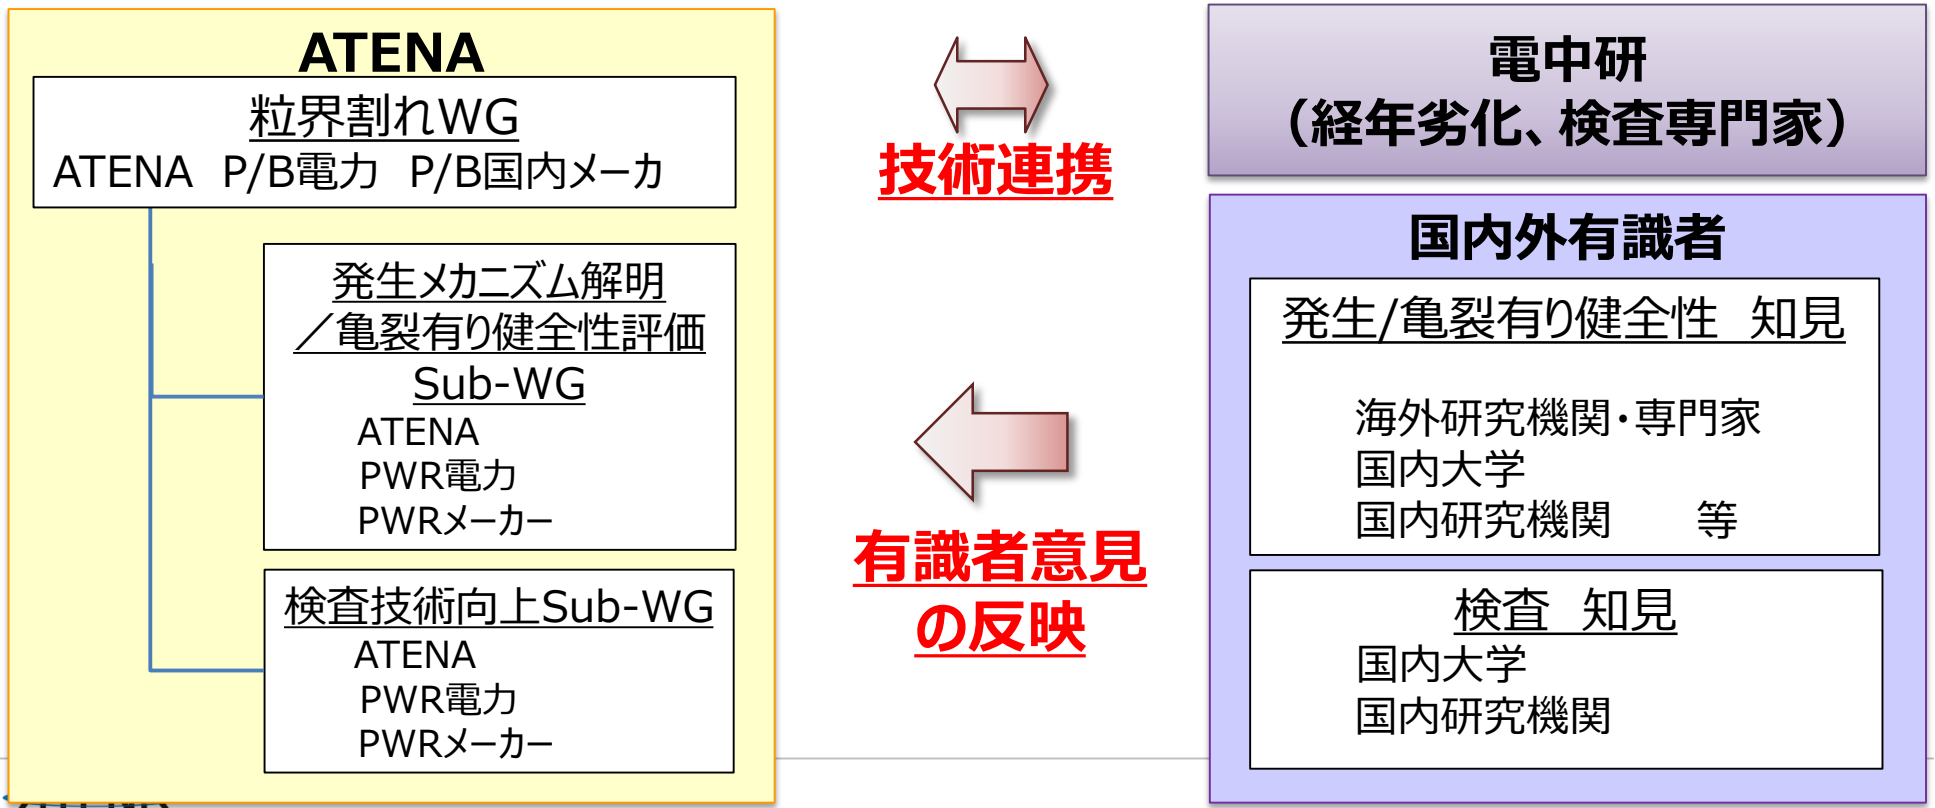 ATENA
粒界割れWG
ATENA　P/B電力　P/B国内メーカ
発生メカニズム解明
／亀裂有り健全性評価
Sub-WG
ATENA
PWR電力
PWRメーカー
検査技術向上Sub-WG
ATENA
PWR電力
PWRメーカー
技術連携
有識者意見
の反映
電中研
（経年劣化、検査専門家）
国内外有識者
発生/亀裂有り健全性　知見
海外研究機関・専門家
国内大学
国内研究機関　　等
検査　知見
国内大学
国内研究機関